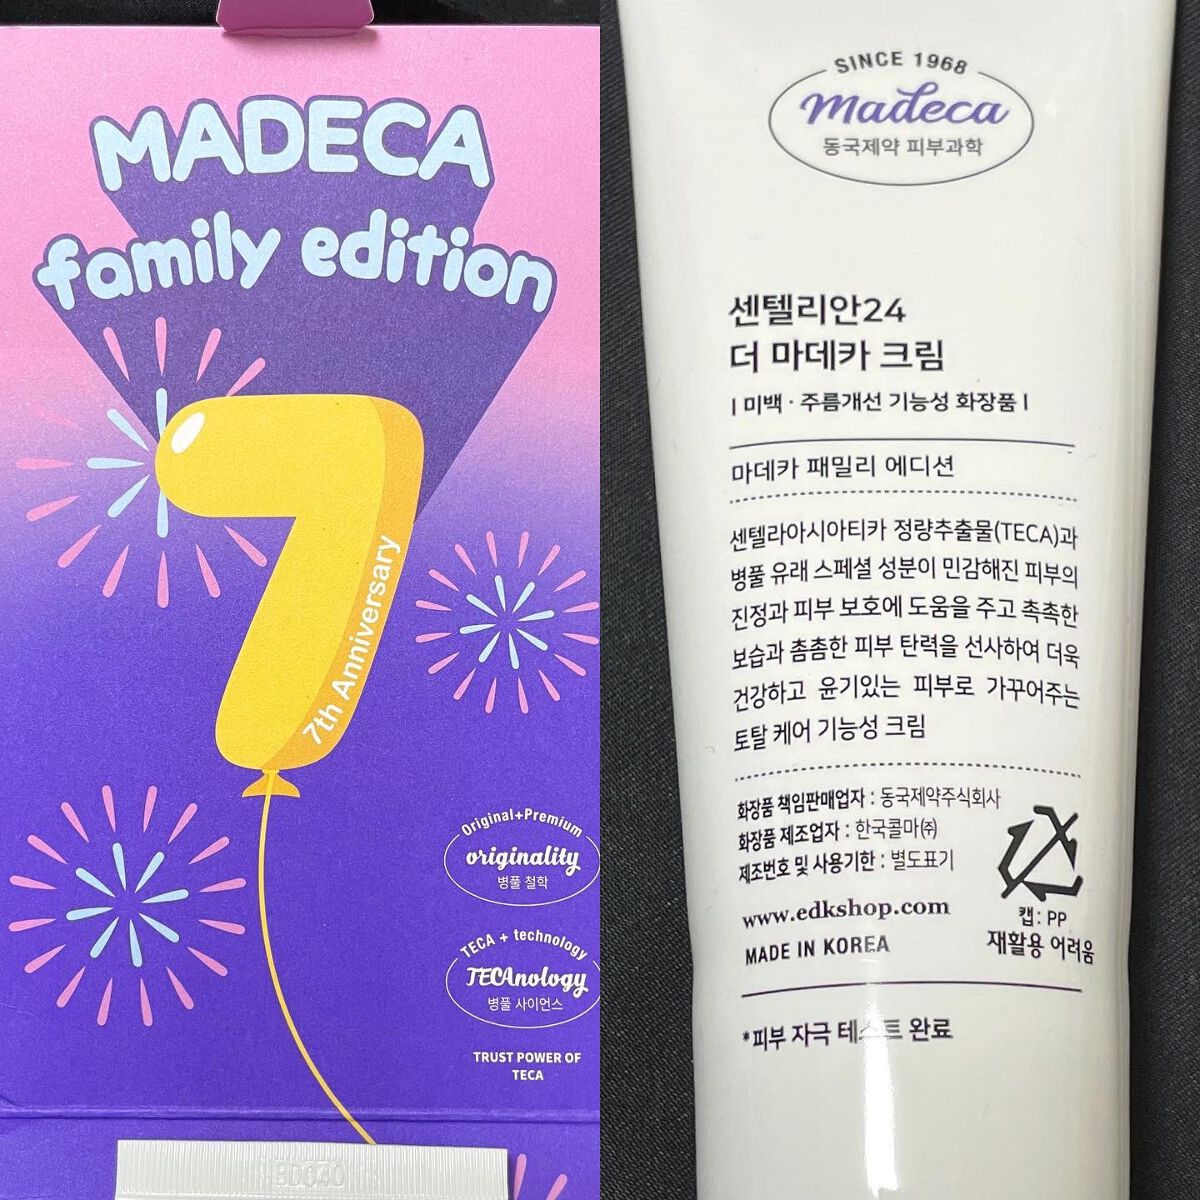 MADECA
family edition
7th Anniversary
Original+Premium
originality
병풀 철학
TECA + technology
TECAnology
병풀 사이언스
TRUST POWER OF
TECA
BD040
SINCE 1968
madeca
동국제약 피부과학
센텔리안24
더 마데카 크림
| 미백 · 주름개선 기능성 화장품 |
마데카 패밀리 에디션
센텔라아시아티카 정량추출물(TECA)과
병풀 유래 스페셜 성분이 민감해진 피부의
진정과 피부 보호에 도움을 주고 촉촉한
보습과 촘촘한 피부 탄력을 선사하여 더욱
건강하고 윤기있는 피부로 가꾸어주는
토탈 케어 기능성 크림
화장품 책임판매업자 : 동국제약주식회사
화장품 제조업자 : 한국콜마㈜
제조번호 및 사용기한 : 별도표기
www.edkshop.com
MADE IN KOREA
캡 : PP
재활용 어려움
*피부 자극 테스트 완료